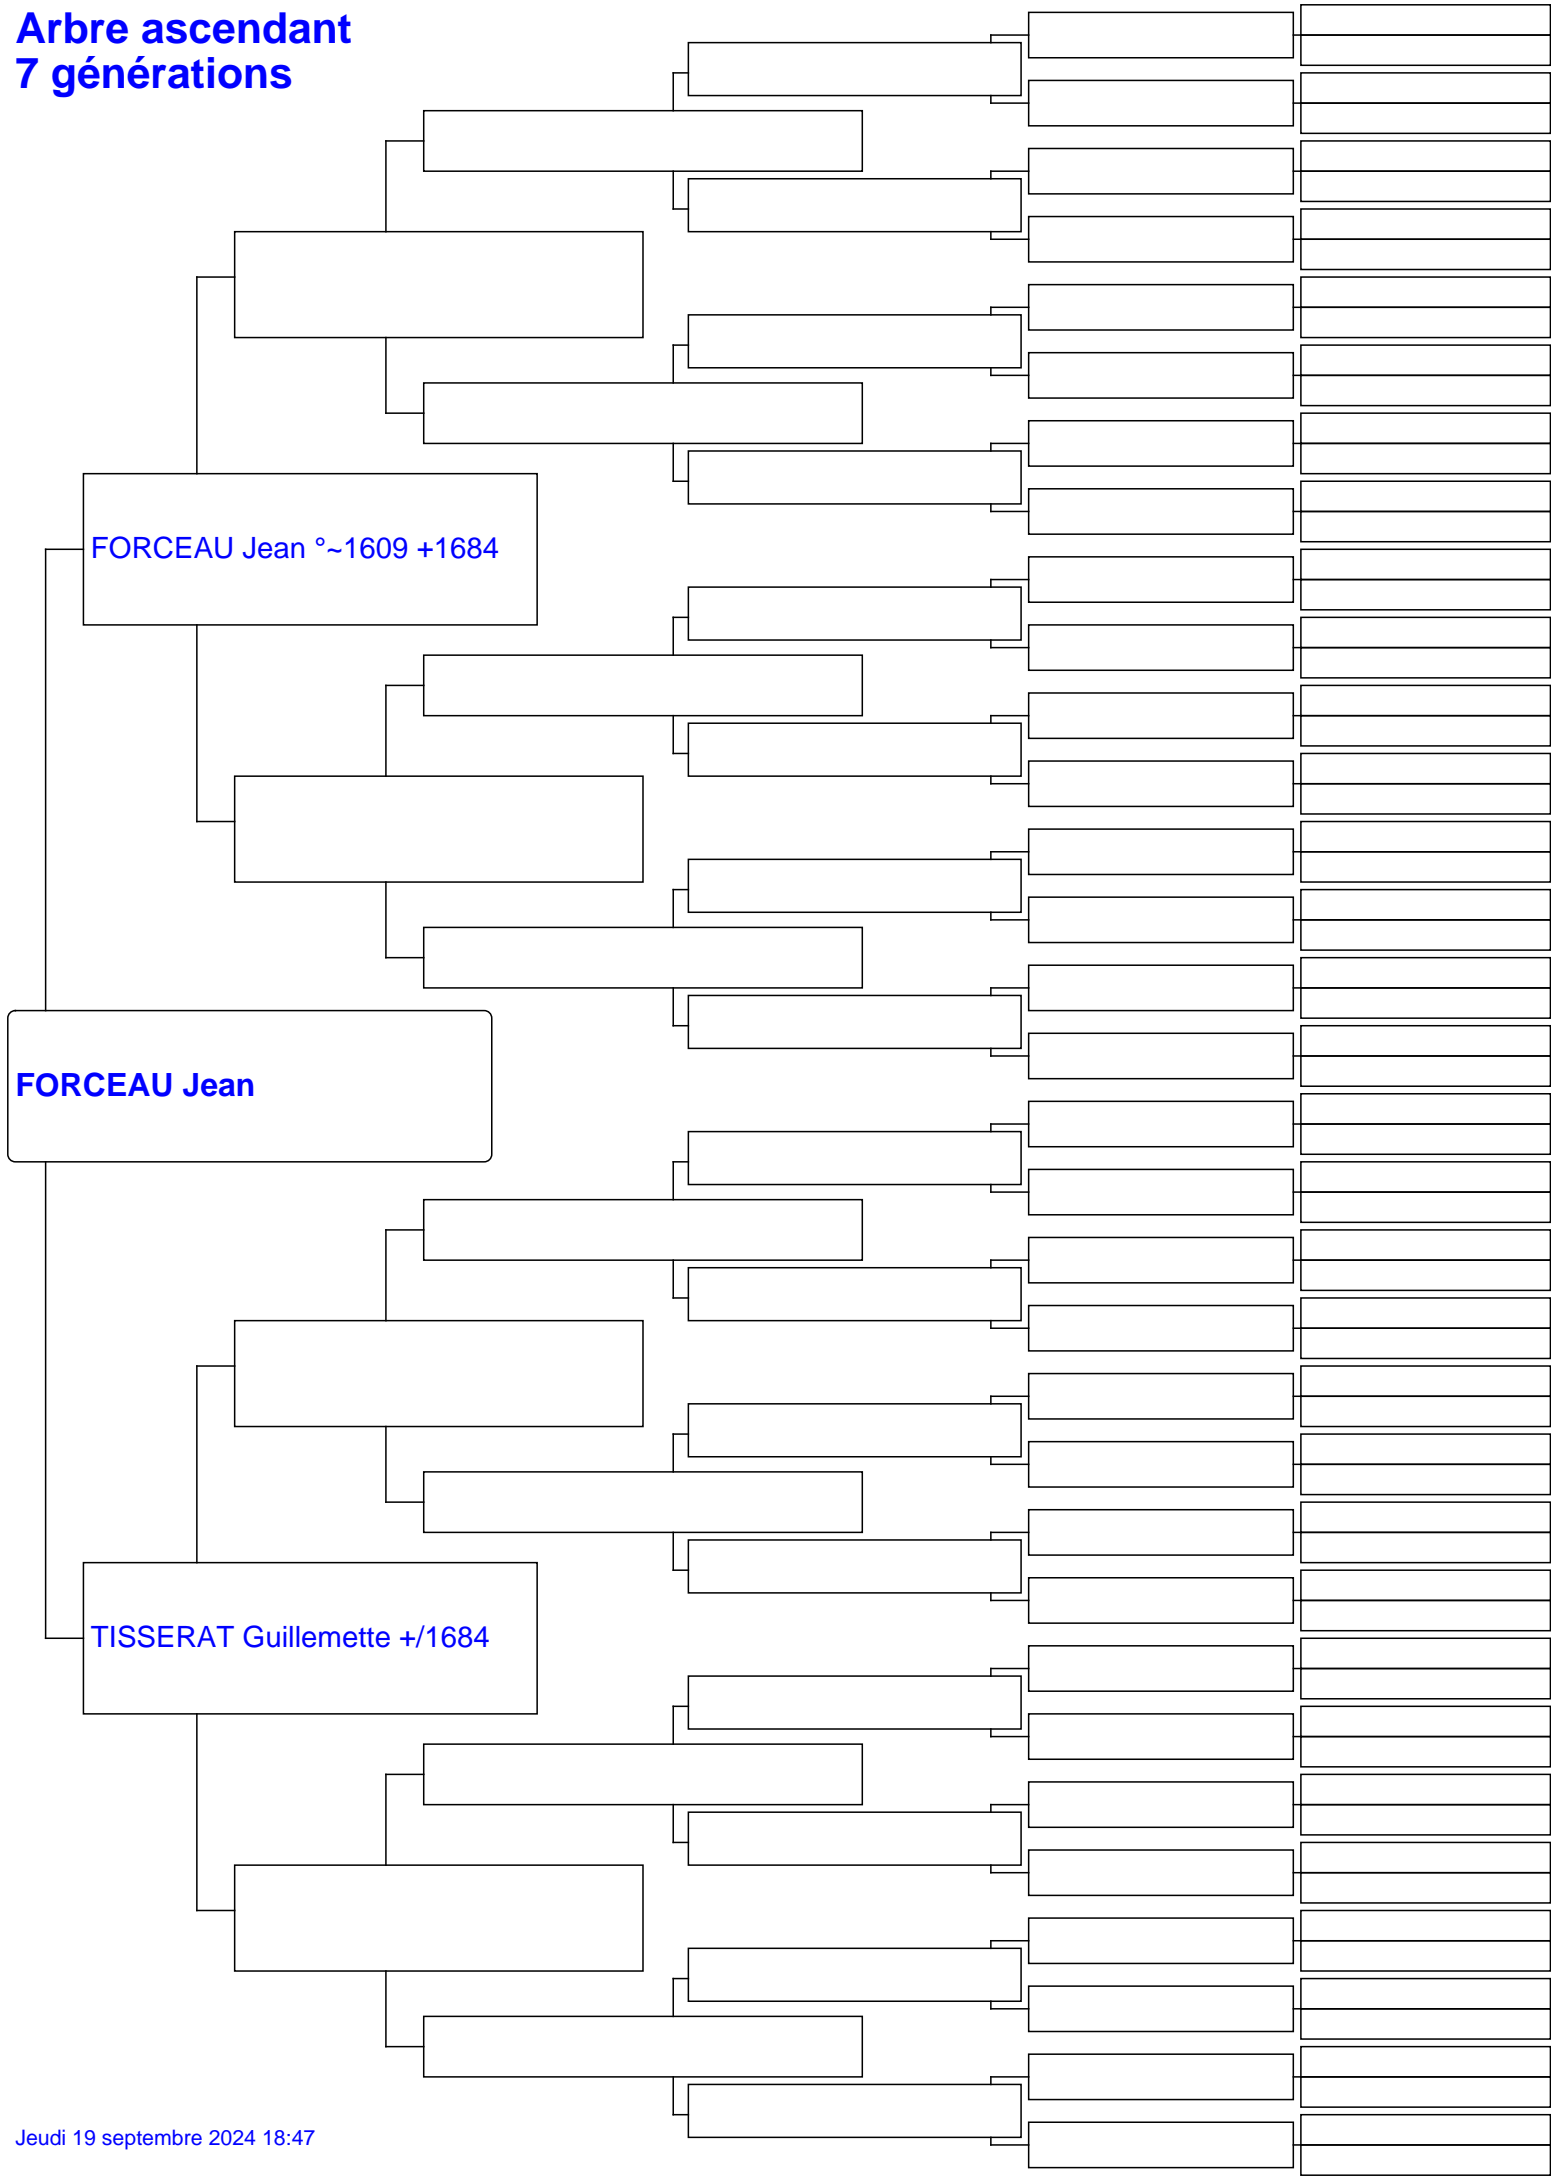 Arbre ascendant
7 générations
FORCEAU Jean °~1609 +1684
FORCEAU Jean
TISSERAT Guillemette +/1684
Jeudi 19 septembre 2024 18:47